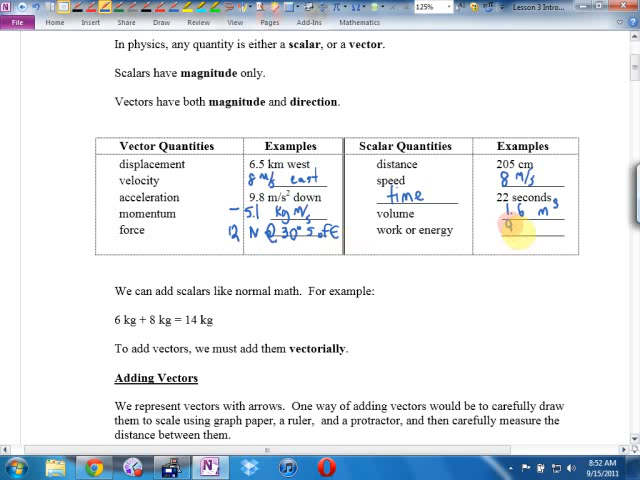 Pages Add-Ins Mathematics
125%
Lesson 3 Intro...
File
In physics, any quantity is either a scalar, or a vector.
Scalars have magnitude only.
Vectors have both magnitude and direction.
Vector Quantities Examples Scalar Quantities Examples
displacement 6.5 km west distance 205 cm
velocity 8 m/s east speed 8 m/s
acceleration 9.8 m/s² down time 22 seconds
momentum -5.1 kg m/s volume 1.6 m³
force 12 N @ 30° S of E work or energy 9
We can add scalars like normal math. For example:
6 kg + 8 kg = 14 kg
To add vectors, we must add them vectorially.
Adding Vectors
We represent vectors with arrows. One way of adding vectors would be to carefully draw
them to scale using graph paper, a ruler, and a protractor, and then carefully measure the
distance between them.
8:52 AM
9/15/2011